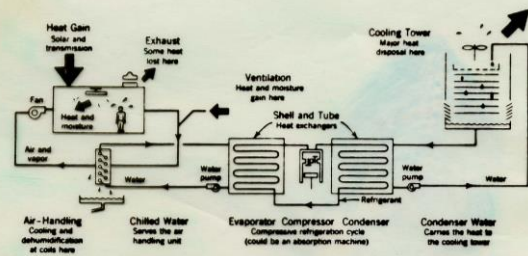 Heat Gain
Solar and
transmission
Exhaust
Some heat
lost here
Cooling Tower
Major heat
disposal here
Ventilation
Heat and moisture
gain here
Fan
Heat and
moisture
Shell and Tube
Heat exchangers
Air and
vapor
Water
Water
pump
Refrigerant
Water
pump
Water
Air-Handling
Cooling and
dehumidification
at coils here
Chilled Water
Serves the air
handling unit
Evaporator Compressor Condenser
Compressive refrigeration cycle
(could be an absorption machine)
Condenser Water
Carries the heat to
the cooling tower